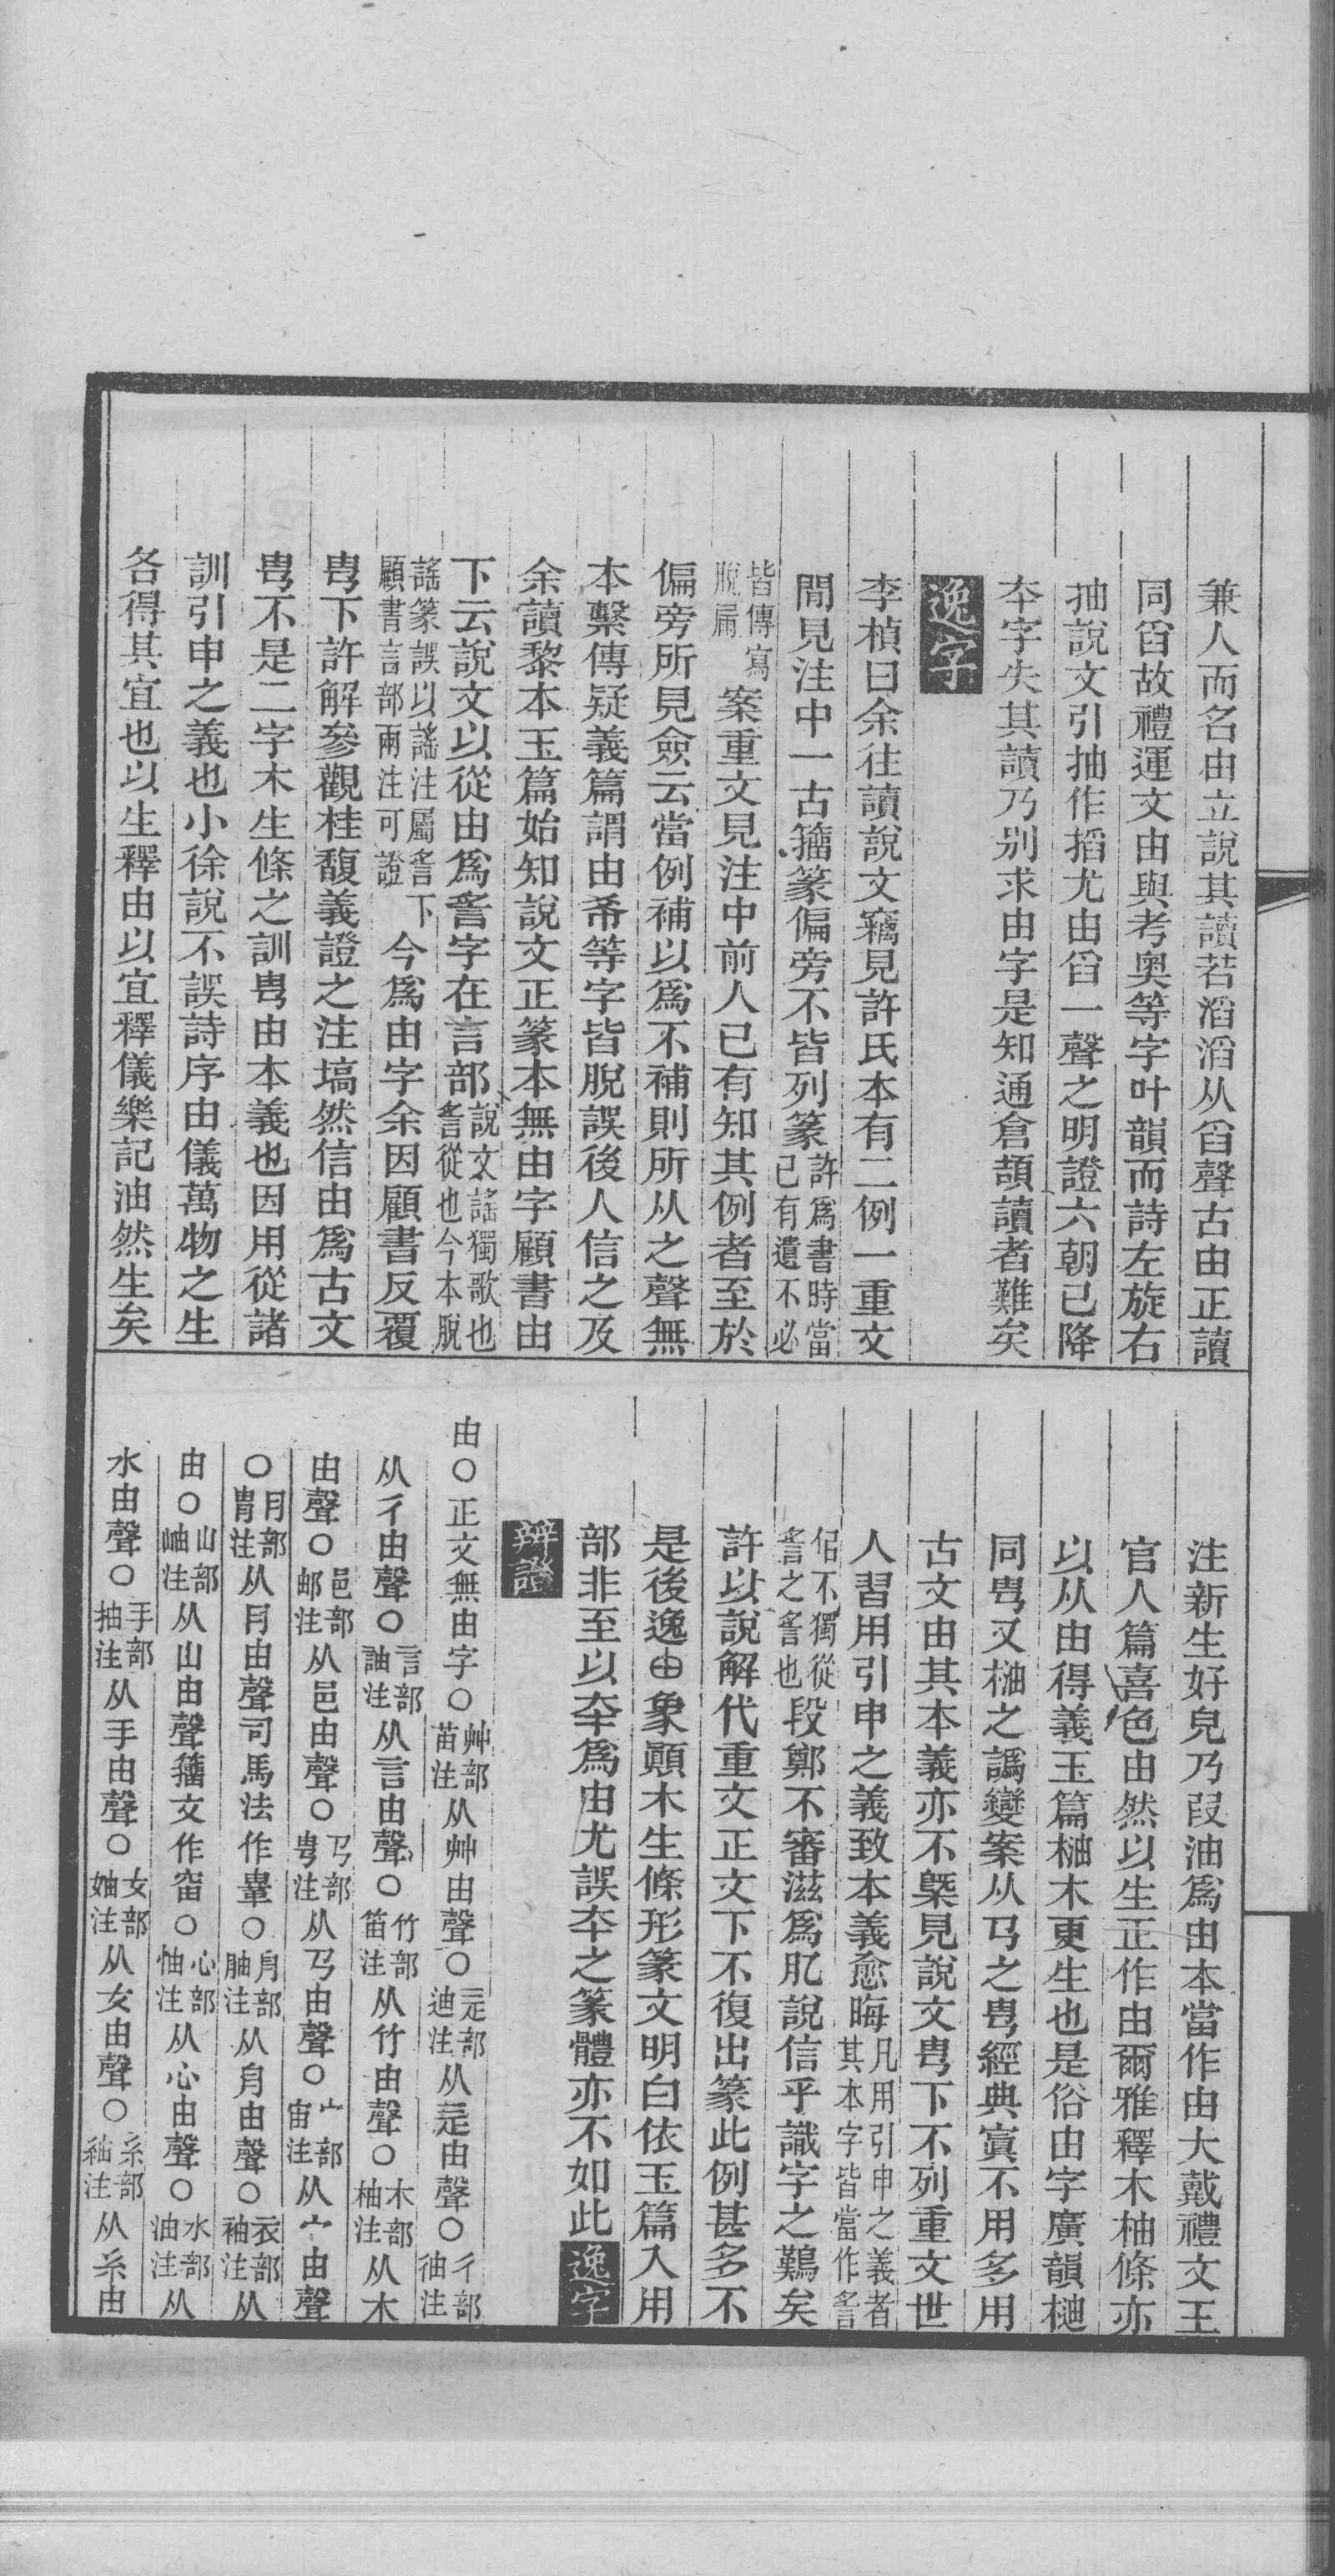 兼人而名由立說其讀若滔滔从舀聲古由正讀
同舀故禮運文由與考奧等字叶韻而詩左旋右
抽說文引抽作搯尤由舀一聲之明證六朝已降
夲字失其讀乃别求由字是知通倉頡讀者難矣
逸字
李楨曰余往讀說文竊見許氏本有二例一重文
閒見注中一古籒篆偏旁不皆列篆許爲書時當
已有遺不必
皆傳寫
脫扁案重文見注中前人已有知其例者至於
偏旁所見僉云當例補以爲不補則所从之聲無
本繫傳疑義篇謂由希等字皆脫誤後人信之及
余讀黎本玉篇始知說文正篆本無由字顧書由
下云說文以從由爲䚻字在言部說文謠獨歌也
䚻從也今本脫
謠篆誤以謠注屬䚻下
顧書言部兩注可證今爲由字余因顧書反覆
甹下許解參觀桂馥義證之注塙然信由爲古文
甹不是二字木生條之訓甹由本義也因用從諸
訓引申之義也小徐說不誤詩序由儀萬物之生
各得其宜也以生釋由以宜釋儀樂記油然生矣
注新生好皃乃叚油爲由本當作由大戴禮文王
官人篇喜色由然以生正作由爾雅釋木柚條亦
以从由得義玉篇㮋木更生也是俗由字廣韻㮋
同甹又㮋之譌變案从㔾之甹經典寘不用多用
古文由其本義亦不槩見說文甹下不列重文世
人習用引申之義致本義愈晦凡用引申之義者
其本字皆當作䚻
佋不獨從
䚻之䚻也段鄭不審滋爲肊說信乎識字之鷄矣
許以說解代重文正文下不復出篆此例甚多不
是後逸由象顚木生條形篆文明白依玉篇入用
部非至以夲爲由尤誤夲之篆體亦不如此逸字
辨證
由○正文無由字○艸部
苗注从艸由聲○辵部
迪注从辵由聲○彳部
㣙注
从彳由聲○言部
訷注从言由聲○竹部
笛注从竹由聲○木部
柚注从木
由聲○邑部
邮注从邑由聲○丂部
甹注从丂由聲○宀部
宙注从宀由聲
○冃部
冑注从冃由聲司馬法作𩊄○肉部
胄注从肉由聲○衣部
袖注从
由○山部
岫注从山由聲籒文作㝌○心部
怞注从心由聲○水部
油注从
水由聲○手部
抽注从手由聲○女部
妯注从女由聲○糸部
紬注从糸由